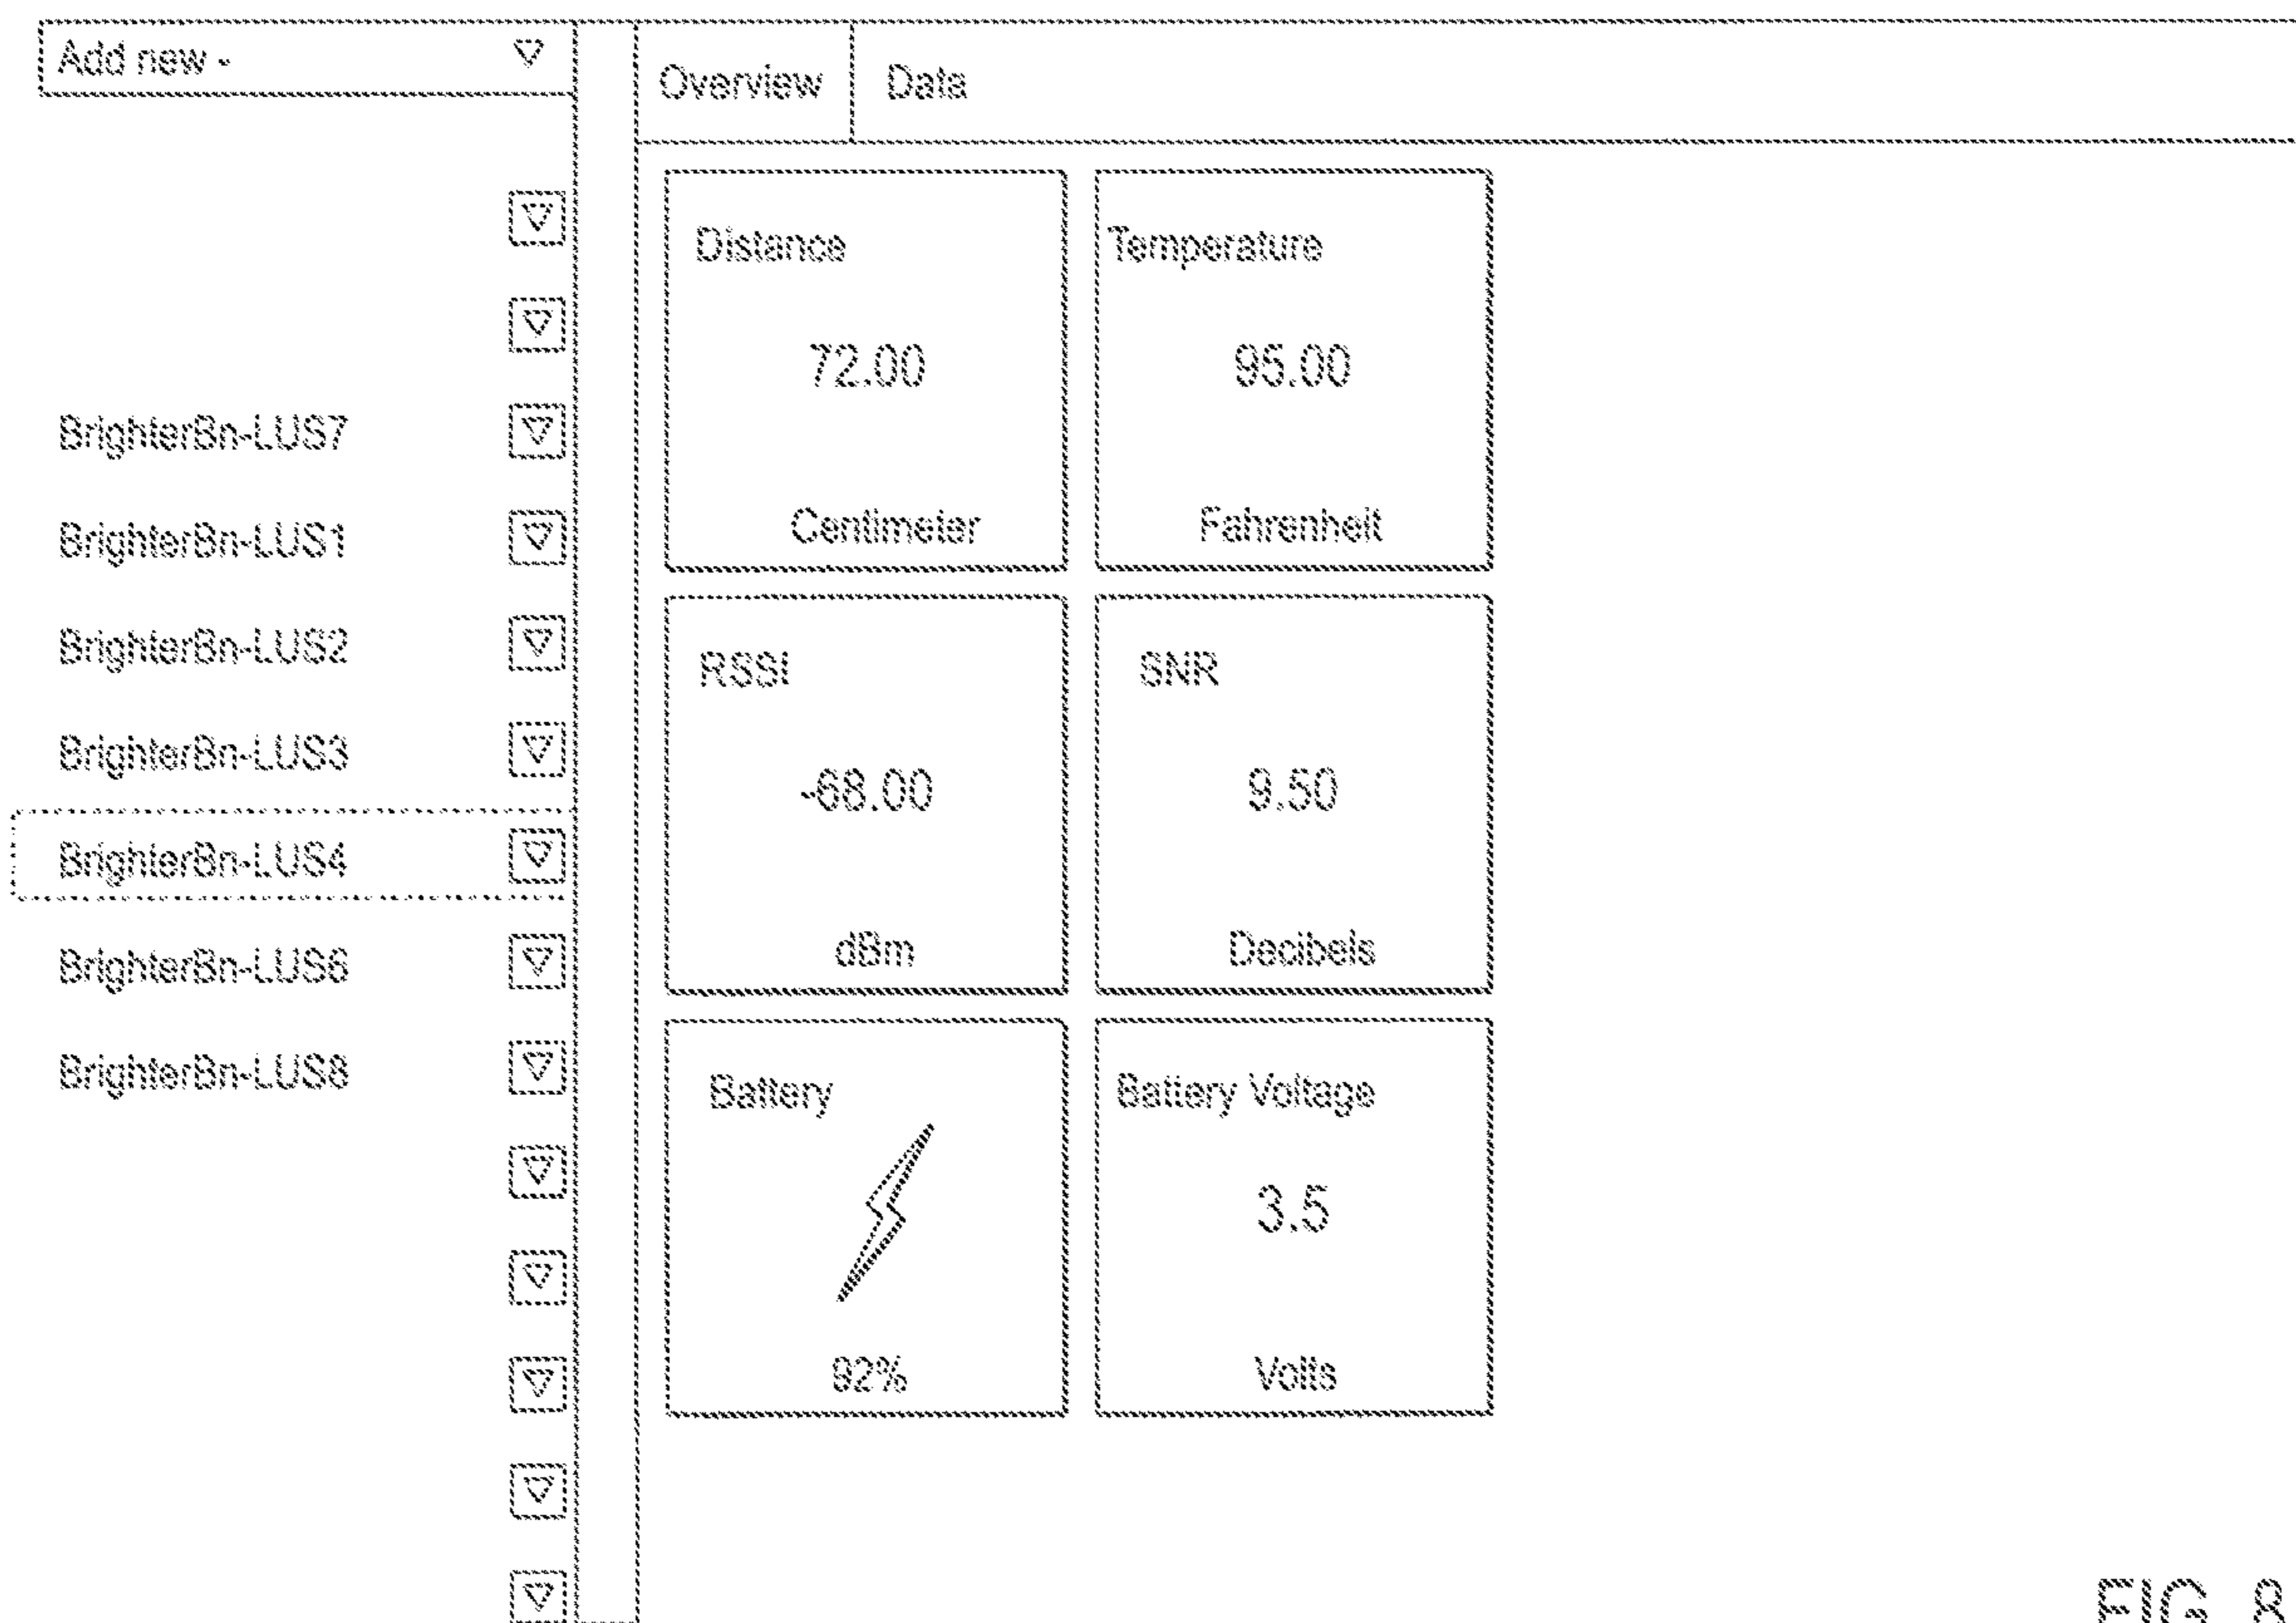 Add new -
Overview
Data
BrighterBn-LUS7
BrighterBn-LUS1
BrighterBn-LUS2
BrighterBn-LUS3
BrighterBn-LUS4
BrighterBn-LUS6
BrighterBn-LUS8
Distance
72.00
Centimeter
Temperature
95.00
Fahrenheit
RSSI
-68.00
dBm
SNR
9.50
Decibels
Battery
92%
Battery Voltage
3.5
Volts
FIG. 8